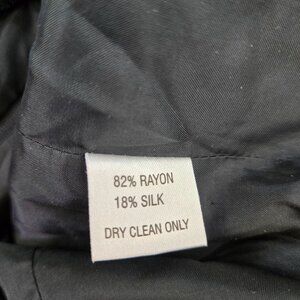 82% RAYON
18% SILK
DRY CLEAN ONLY